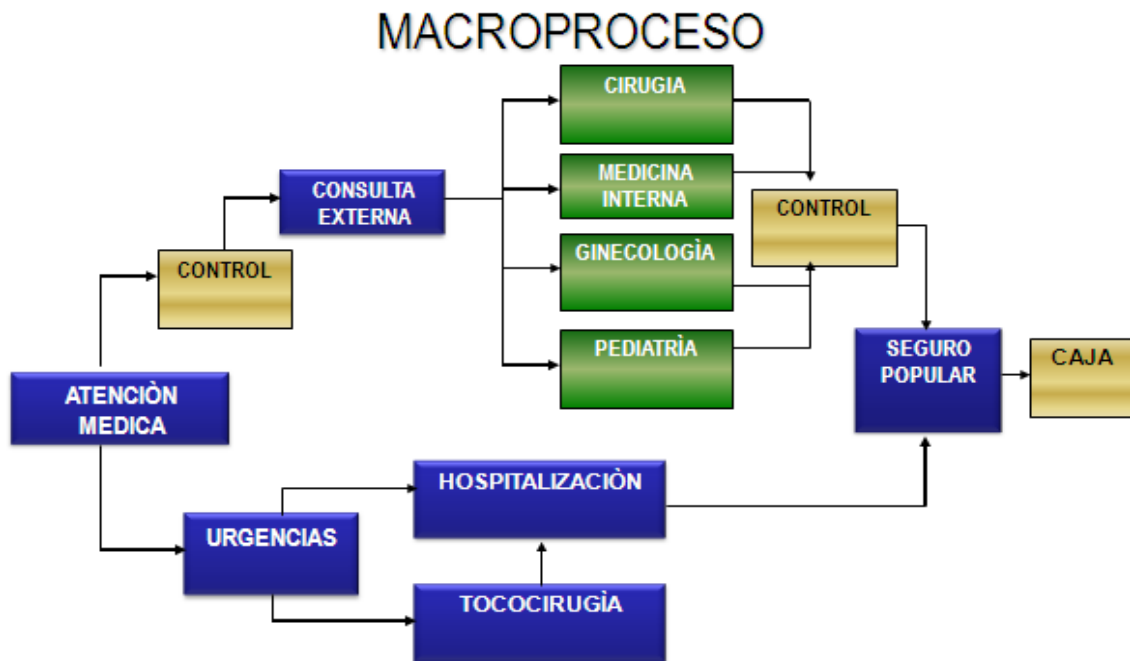 MACROPROCESO
CIRUGIA
MEDICINA
INTERNA
CONSULTA
EXTERNA
CONTROL
GINECOLOGÌA
CONTROL
PEDIATRÌA
SEGURO
POPULAR
CAJA
ATENCIÒN
MEDICA
HOSPITALIZACIÒN
URGENCIAS
TOCOCIRUGÌA